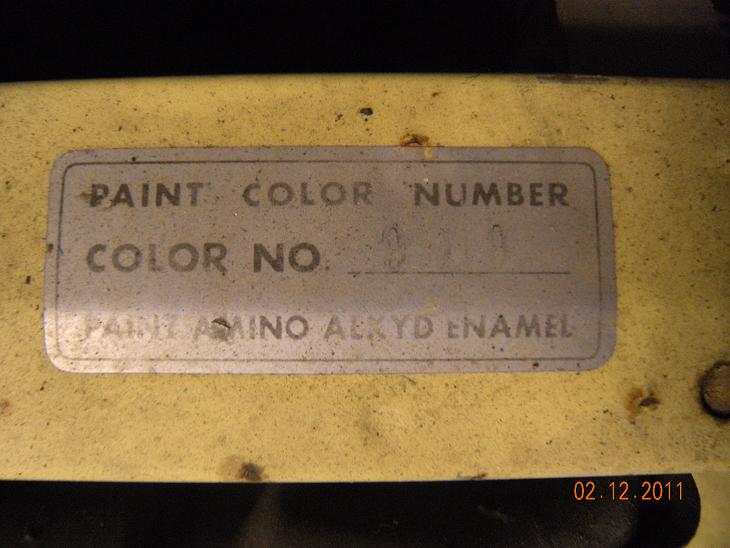 PAINT COLOR NUMBER
COLOR NO.
PAINT AMINO ALKYD ENAMEL
02.12.2011